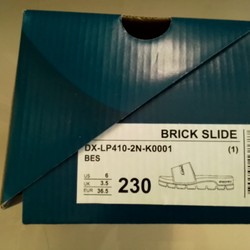 BRICK SLIDE
DX-LP410-2N-K0001 (1)
BES
US 6
UK 3.5
EUR 36.5
230